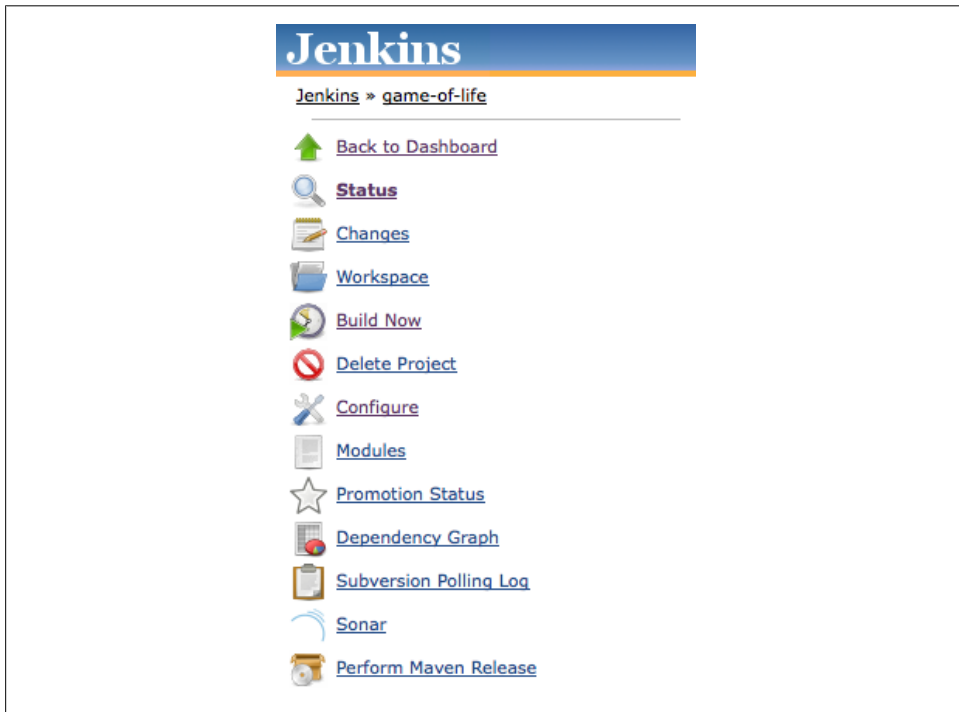 Jenkins
Jenkins » game-of-life
Back to Dashboard
Status
Changes
Workspace
Build Now
Delete Project
Configure
Modules
Promotion Status
Dependency Graph
Subversion Polling Log
Sonar
Perform Maven Release